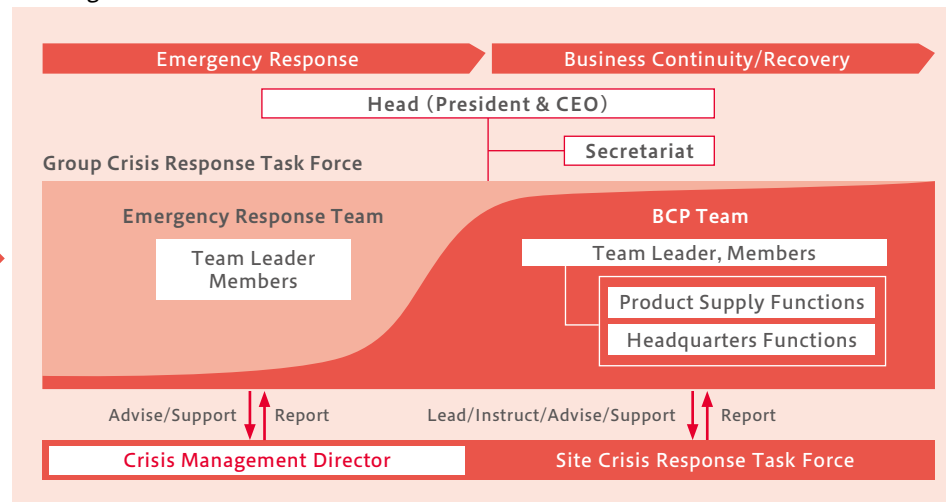 Emergency Response
Business Continuity/Recovery
Head (President & CEO)
Secretariat
Group Crisis Response Task Force
Emergency Response Team
Team Leader
Members
BCP Team
Team Leader, Members
Product Supply Functions
Headquarters Functions
Advise/Support
Report
Lead/Instruct/Advise/Support
Report
Crisis Management Director
Site Crisis Response Task Force